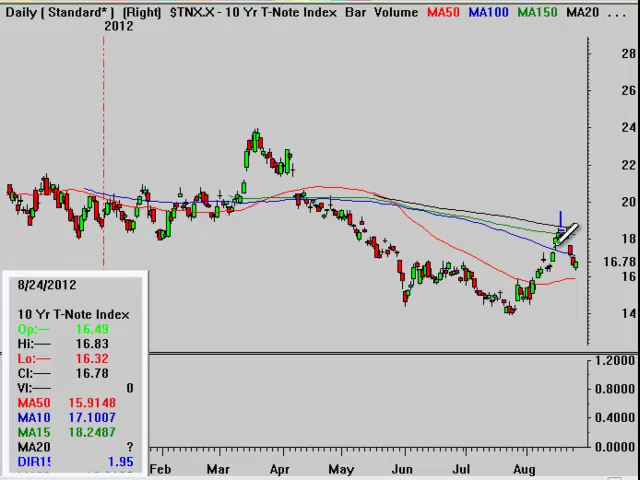 Daily ( Standard* ) (Right) $TNX.X - 10 Yr T-Note Index Bar Volume MA50 MA100 MA150 MA20 ...
2012
28
26
24
22
20
18
16.78
16
14
8/24/2012
10 Yr T-Note Index
Op:— 16.49
Hi:— 16.83
Lo:— 16.32
Cl:— 16.78
Vl:— 0
MA50 15.9148
MA10 17.1007
MA15 18.2487
MA20 ?
DIR15 1.95
1.2000
0.8000
0.4000
0.0000
Feb Mar Apr May Jun Jul Aug